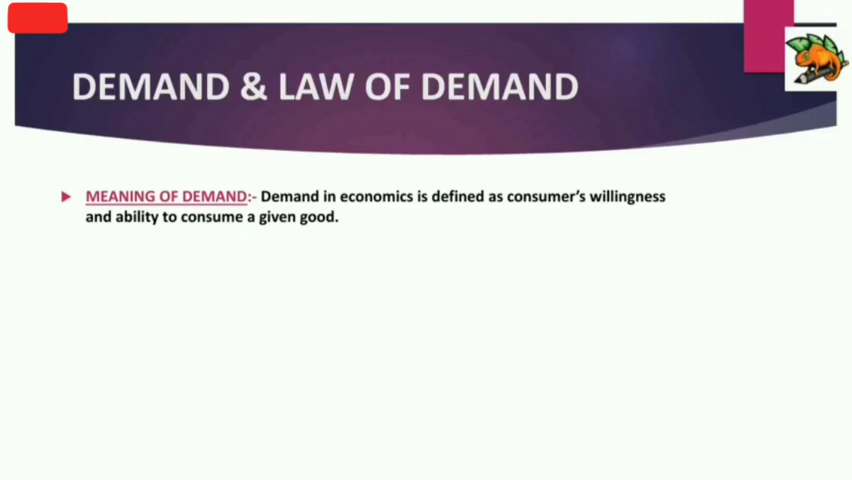 DEMAND & LAW OF DEMAND
MEANING OF DEMAND:- Demand in economics is defined as consumer's willingness
and ability to consume a given good.